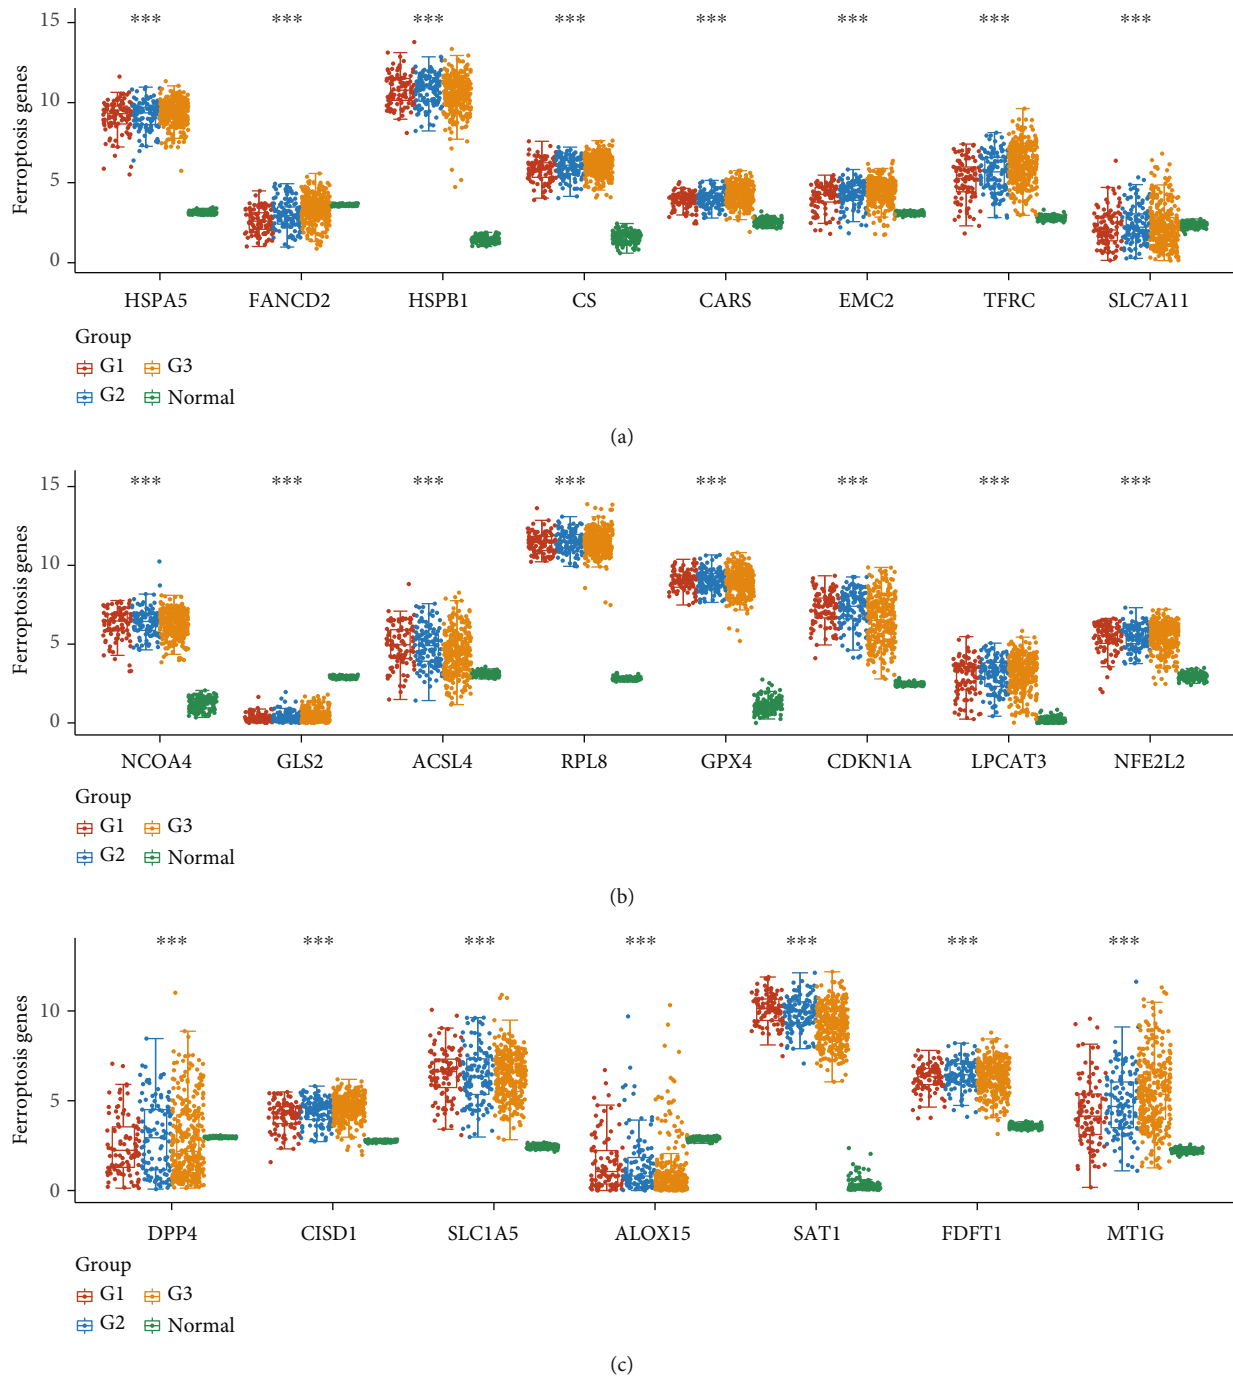 *** *** *** *** *** *** *** ***
15
10
5
0
Ferroptosis genes
HSPA5 FANCD2 HSPB1 CS CARS EMC2 TFRC SLC7A11
Group
G1 G3
G2 Normal
(a)
*** *** *** *** *** *** *** ***
15
10
5
0
Ferroptosis genes
NCOA4 GLS2 ACSL4 RPL8 GPX4 CDKN1A LPCAT3 NFE2L2
Group
G1 G3
G2 Normal
(b)
*** *** *** *** *** *** ***
10
5
0
Ferroptosis genes
DPP4 CISD1 SLC1A5 ALOX15 SAT1 FDFT1 MT1G
Group
G1 G3
G2 Normal
(c)